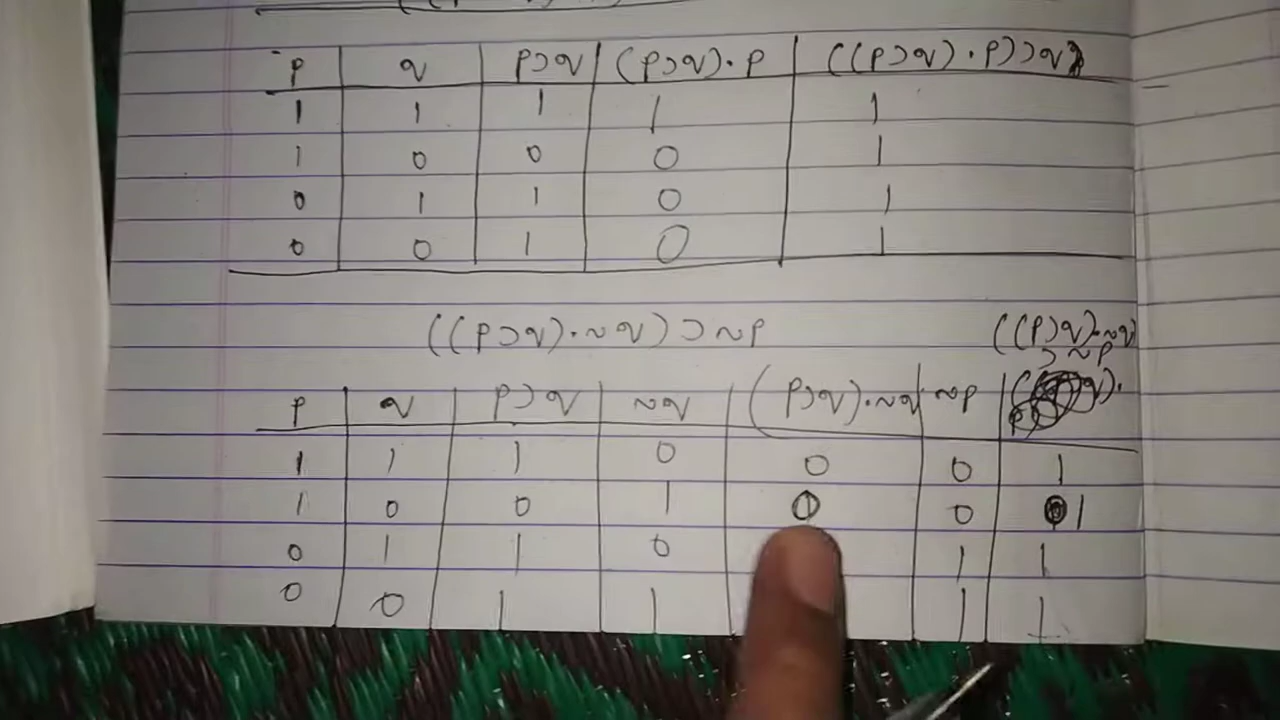 p | q | p⊃q | (p⊃q)·p | ((p⊃q)·p)⊃q)
1 | 1 | 1 | 1 | 1
1 | 0 | 0 | 0 | 1
0 | 1 | 1 | 0 | 1
0 | 0 | 1 | 0 | 1
((p⊃q)·~q)⊃~p
((p⊃q)·~q) ⊃~p
p | q | p⊃q | ~q | (p⊃q)·~q | ~p
1 | 1 | 1 | 0 | 0 | 0 | 1
1 | 0 | 0 | 1 | 0 | 0 | 1
0 | 1 | 1 | 0 | | 1 | 1
0 | 0 | 1 | 1 | | 1 | 1